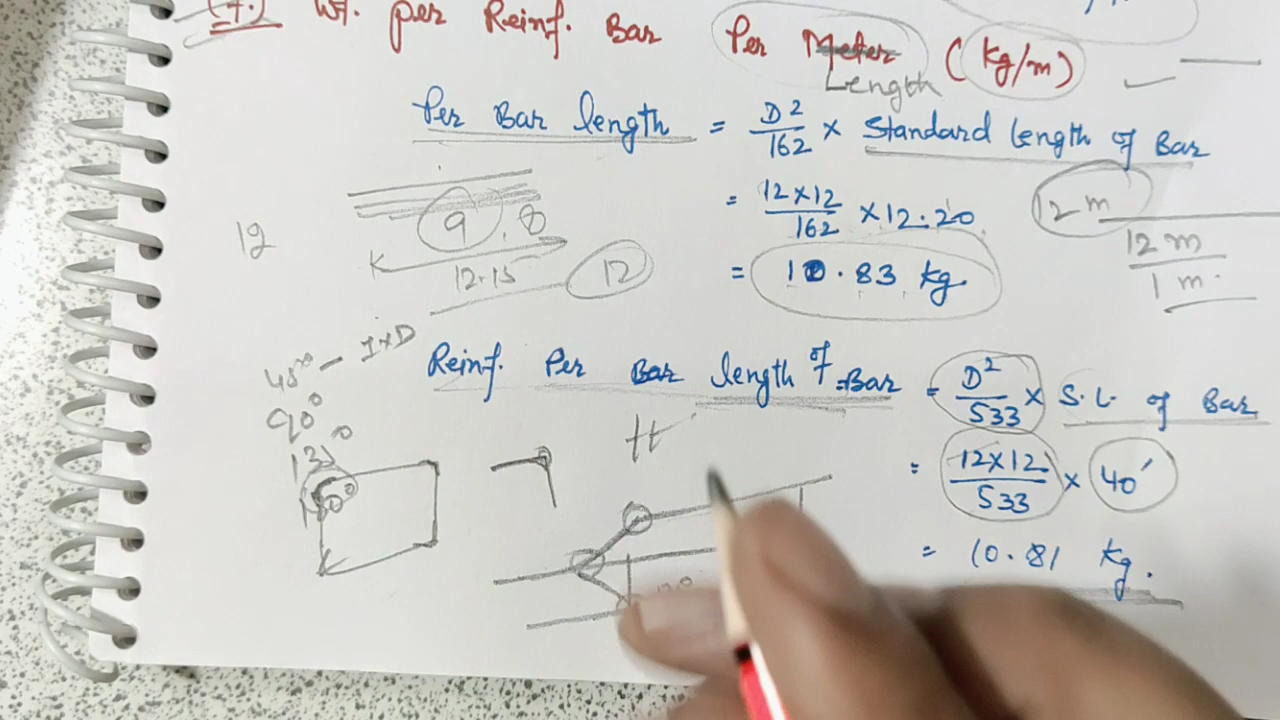 (7.) Wt. per Reinf. Bar Per Meter (kg/m)
Length
Per Bar length = D²/162 × Standard length of Bar
= 12×12/162 × 12.20
12 m
9.8
12 m
1 m.
12
12.15
12
= 10.83 kg.
45° - 1×D
90°
Reinf. Per Bar length of Bar = D²/533 × S.L. of Bar
ft
= 12×12/533 × 40'
= 10.81 kg.